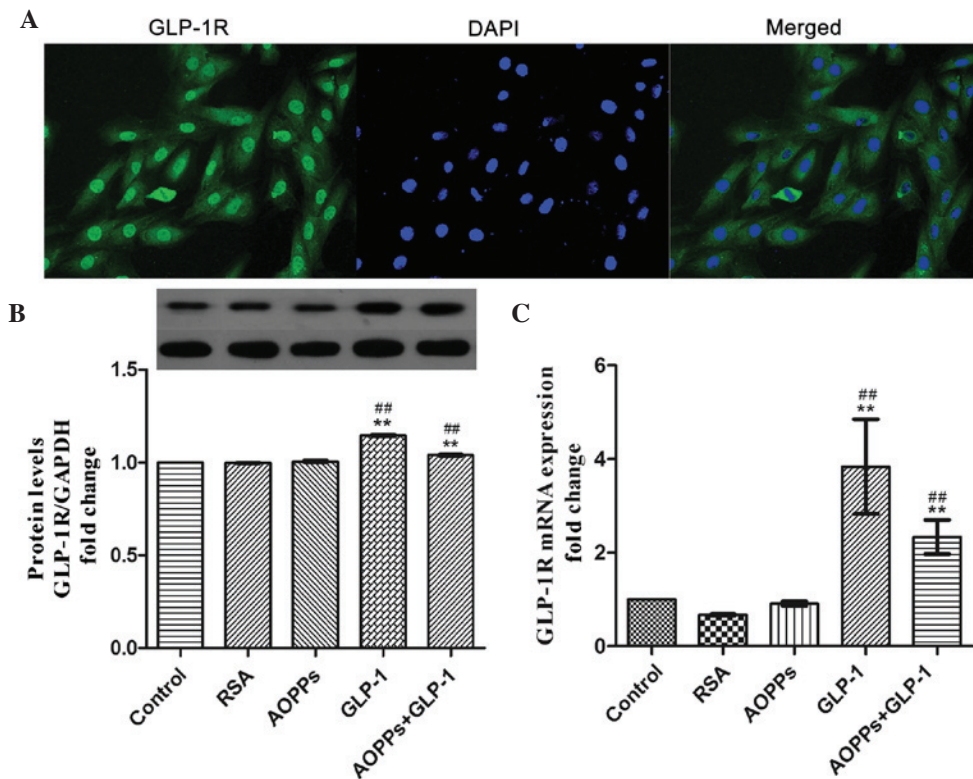 A
GLP-1R DAPI Merged
B
1.5
1.0
0.5
0.0
Protein levels
GLP-1R/GAPDH
fold change
##
**
##
**
Control RSA AOPPs GLP-1 AOPPs+GLP-1
C
6
4
2
0
GLP-1R mRNA expression
fold change
##
**
##
**
Control RSA AOPPs GLP-1 AOPPs+GLP-1